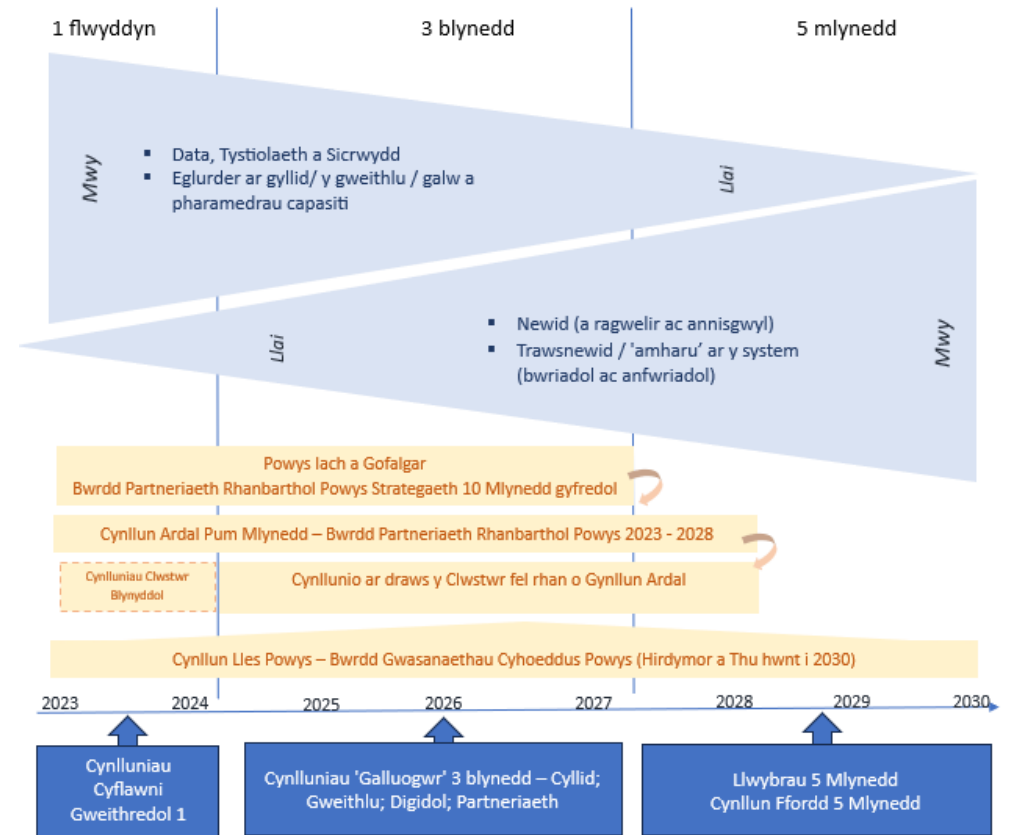 1 flwyddyn
3 blynedd
5 mlynedd
Mwy
▪ Data, Tystiolaeth a Sicrwydd
▪ Eglurder ar gyllid/ y gweithlu / galw a
pharamedrau capasiti
Llai
Llai
▪ Newid (a ragwelir ac annisgwyl)
▪ Trawsnewid / 'amharu’ ar y system
(bwriadol ac anfwriadol)
Mwy
Powys Iach a Gofalgar
Bwrdd Partneriaeth Rhanbarthol Powys Strategaeth 10 Mlynedd gyfredol
Cynllun Ardal Pum Mlynedd – Bwrdd Partneriaeth Rhanbarthol Powys 2023 - 2028
Cynlluniau Clwstwr
Blynyddol
Cynllunio ar draws y Clwstwr fel rhan o Gynllun Ardal
Cynllun Lles Powys – Bwrdd Gwasanaethau Cyhoeddus Powys (Hirdymor a Thu hwnt i 2030)
2023
2024
2025
2026
2027
2028
2029
2030
Cynlluniau
Cyflawni
Gweithredol 1
Cynlluniau 'Galluogwr' 3 blynedd – Cyllid;
Gweithlu; Digidol; Partneriaeth
Llwybrau 5 Mlynedd
Cynllun Ffordd 5 Mlynedd